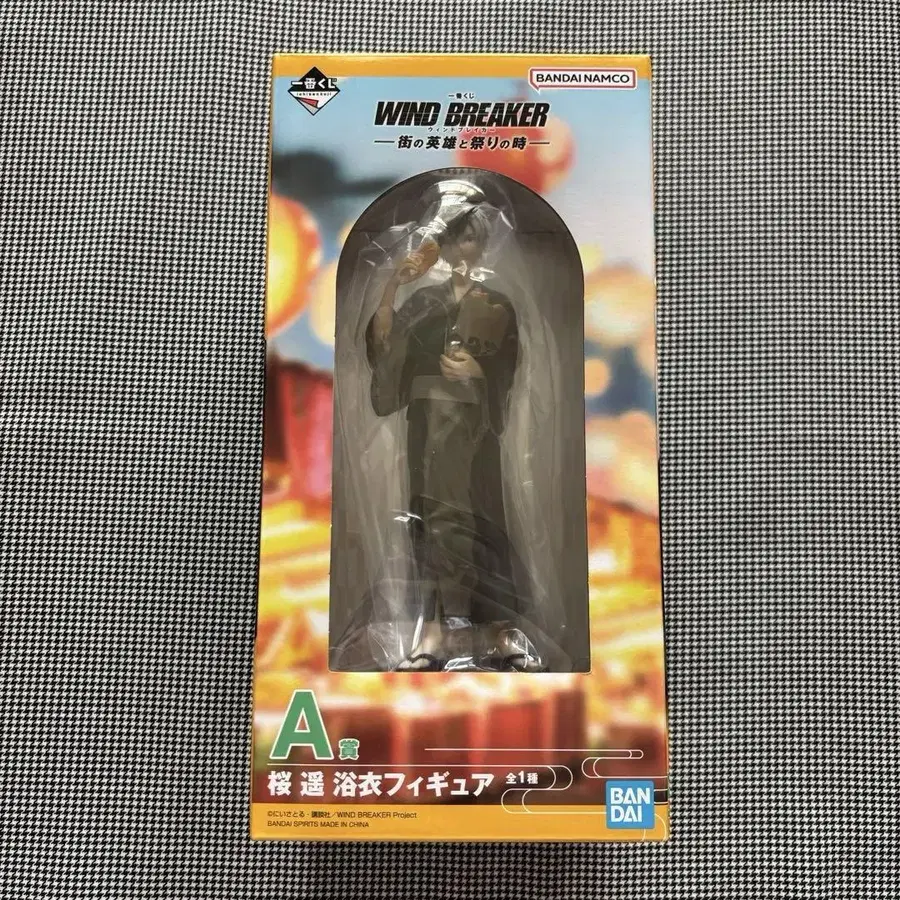 一番くじ
ichibankuji
BANDAI NAMCO
一番くじ
WIND BREAKER
ウィンドブレイカー
―街の英雄と祭りの時―
A賞
桜 遥 浴衣フィギュア 全1種
©にいさとる・講談社／WIND BREAKER Project
BANDAI SPIRITS MADE IN CHINA
BAN
DAI